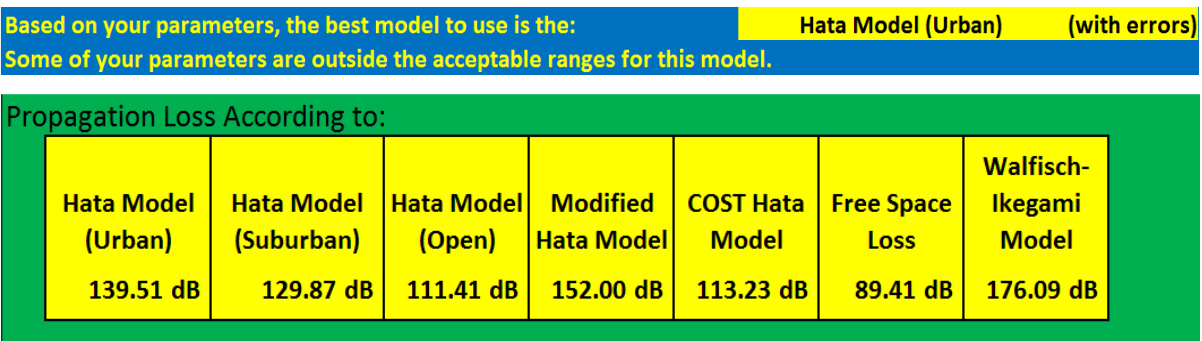 Based on your parameters, the best model to use is the: Hata Model (Urban) (with errors)
Some of your parameters are outside the acceptable ranges for this model.
Propagation Loss According to:
Hata Model (Urban) Hata Model (Suburban) Hata Model (Open) Modified Hata Model COST Hata Model Free Space Loss Walfisch-Ikegami Model
139.51 dB 129.87 dB 111.41 dB 152.00 dB 113.23 dB 89.41 dB 176.09 dB